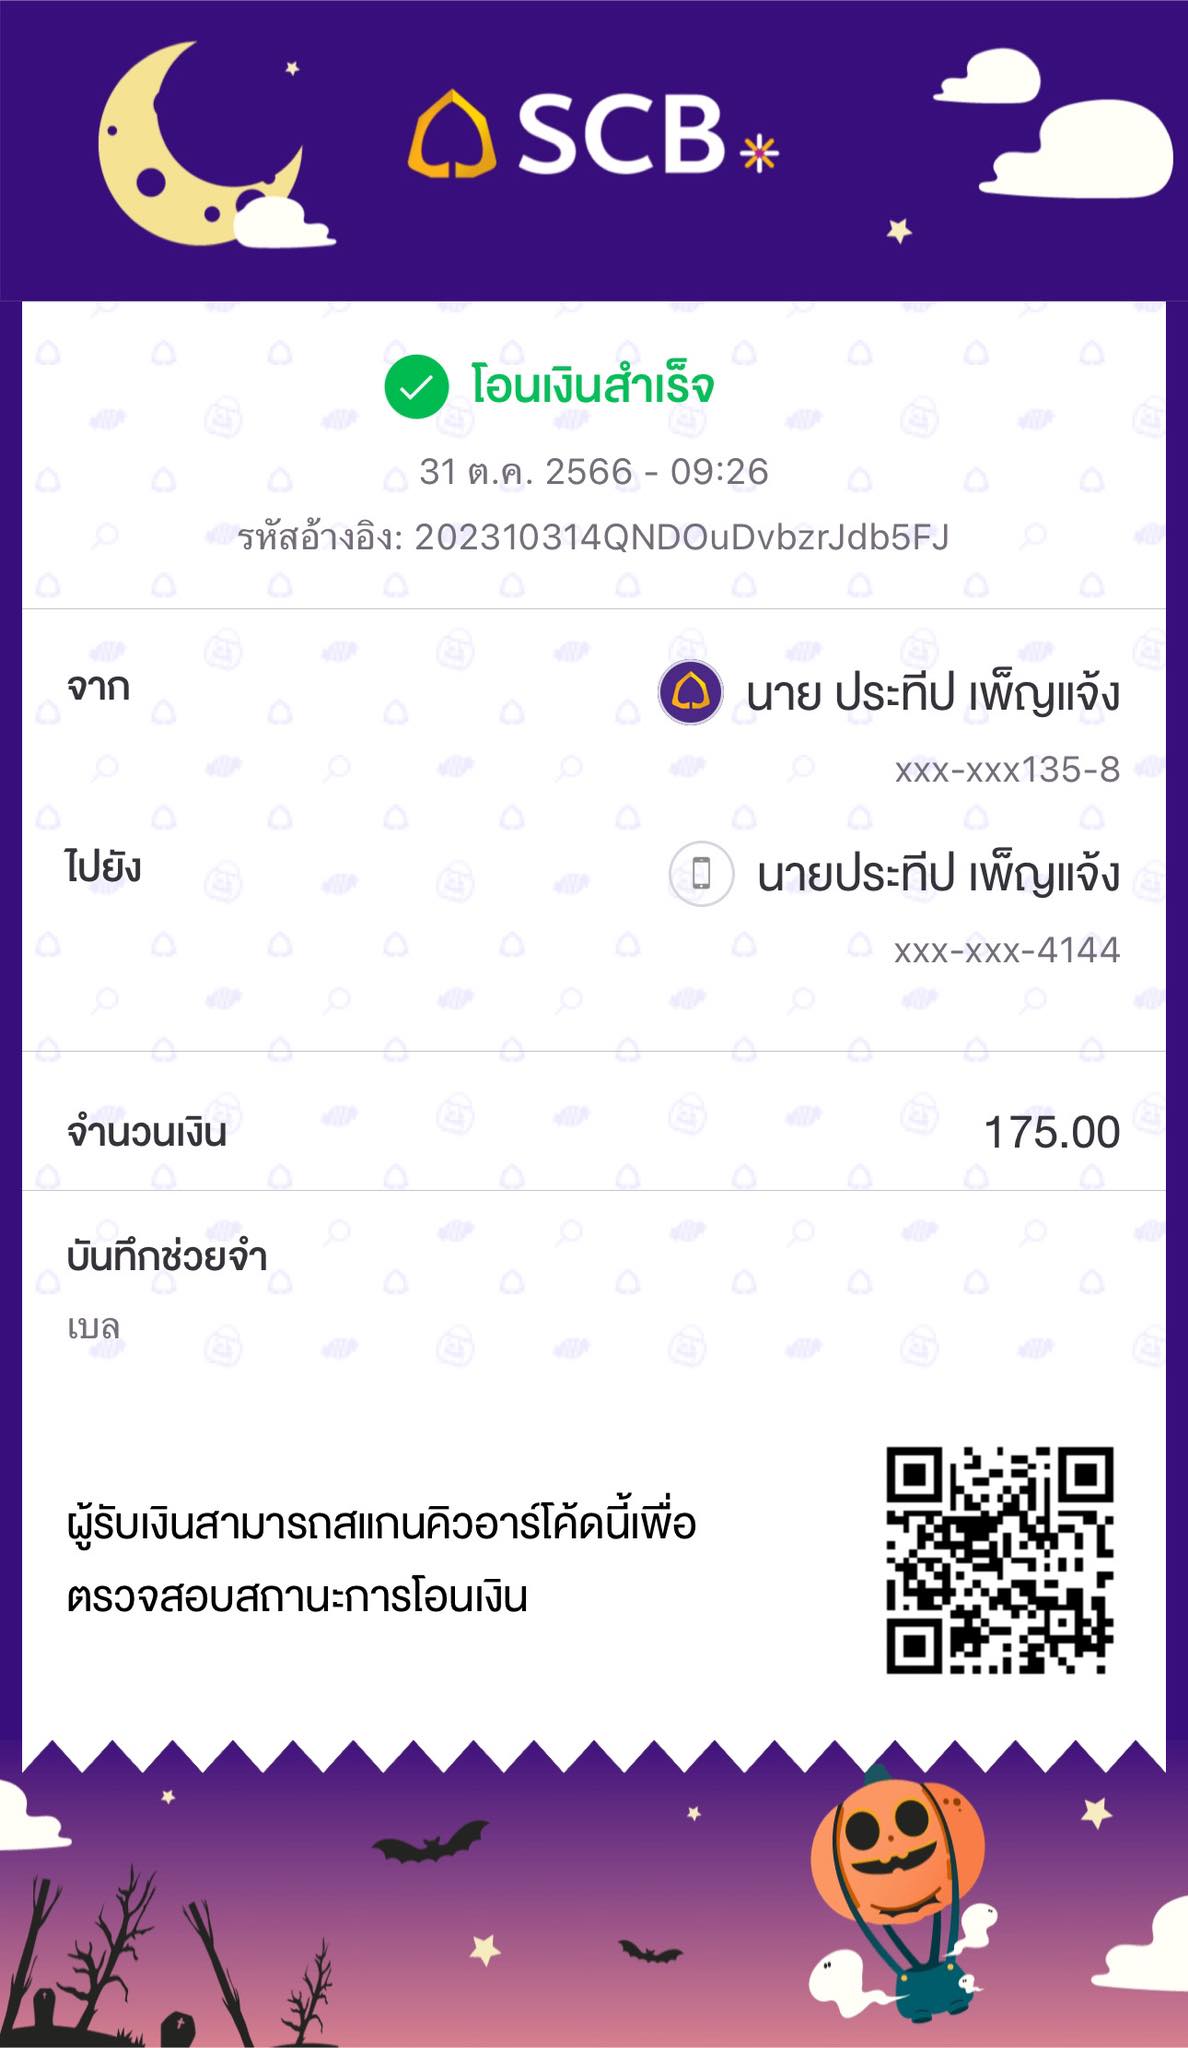 SCB
โอนเงินสำเร็จ
31 ต.ค. 2566 - 09:26
รหัสอ้างอิง: 202310314QNDOuDvbzrJdb5FJ
จาก
นาย ประทีป เพ็ญแจ้ง
xxx-xxx135-8
ไปยัง
นายประทีป เพ็ญแจ้ง
xxx-xxx-4144
จำนวนเงิน
175.00
บันทึกช่วยจำ
เบล
ผู้รับเงินสามารถสแกนคิวอาร์โค้ดนี้เพื่อ
ตรวจสอบสถานะการโอนเงิน